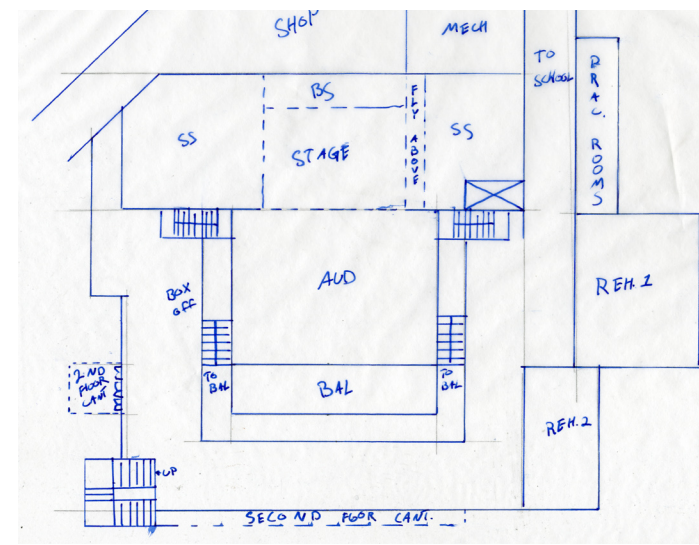 SHOP
MECH
TO
SCHOOL
PRAC. ROOMS
BS
FLY ABOVE
SS
STAGE
SS
AUD
REH. 1
BOX
OFF
2ND
FLOOR
CANT
TO
BAL
BAL
TO
BAL
REH. 2
UP
SECOND FLOOR CANT.